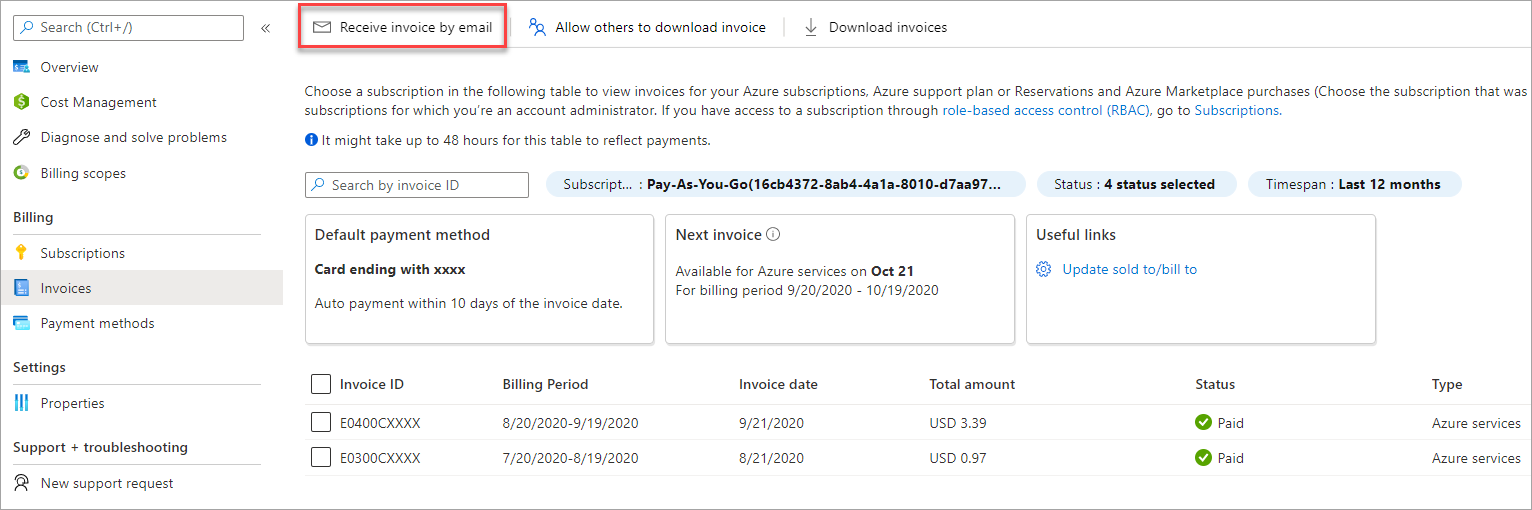 Search (Ctrl+/)
«
Receive invoice by email
Allow others to download invoice
Download invoices
Overview
Cost Management
Diagnose and solve problems
Billing scopes
Billing
Subscriptions
Invoices
Payment methods
Settings
Properties
Support + troubleshooting
New support request
Choose a subscription in the following table to view invoices for your Azure subscriptions, Azure support plan or Reservations and Azure Marketplace purchases (Choose the subscription that was
subscriptions for which you're an account administrator. If you have access to a subscription through role-based access control (RBAC), go to Subscriptions.
It might take up to 48 hours for this table to reflect payments.
Search by invoice ID
Subscript... : Pay-As-You-Go(16cb4372-8ab4-4a1a-8010-d7aa97...
Status : 4 status selected
Timespan : Last 12 months
Default payment method
Card ending with xxxx
Auto payment within 10 days of the invoice date.
Next invoice
Available for Azure services on Oct 21
For billing period 9/20/2020 - 10/19/2020
Useful links
Update sold to/bill to
Invoice ID Billing Period Invoice date Total amount Status Type
E0400CXXXX 8/20/2020-9/19/2020 9/21/2020 USD 3.39 Paid Azure services
E0300CXXXX 7/20/2020-8/19/2020 8/21/2020 USD 0.97 Paid Azure services